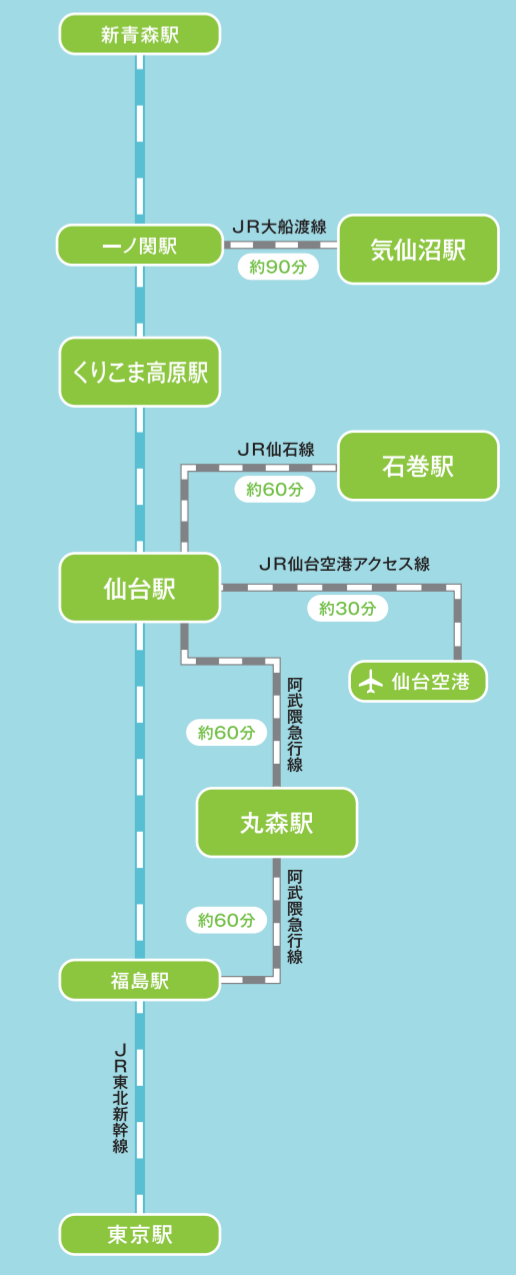 新青森駅
一ノ関駅
JR大船渡線
約90分
気仙沼駅
くりこま高原駅
JR仙石線
約60分
石巻駅
仙台駅
JR仙台空港アクセス線
約30分
仙台空港
阿武隈急行線
約60分
丸森駅
阿武隈急行線
約60分
福島駅
JR東北新幹線
東京駅